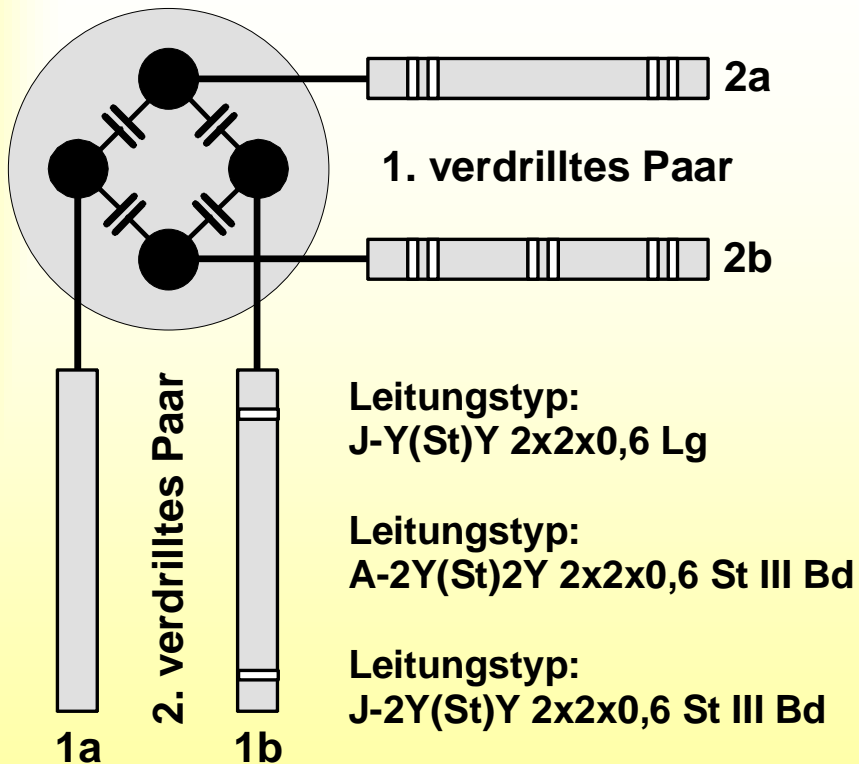 2a
1. verdrilltes Paar
2b
2. verdrilltes Paar
1a
1b
Leitungstyp:
J-Y(St)Y 2x2x0,6 Lg
Leitungstyp:
A-2Y(St)2Y 2x2x0,6 St III Bd
Leitungstyp:
J-2Y(St)Y 2x2x0,6 St III Bd